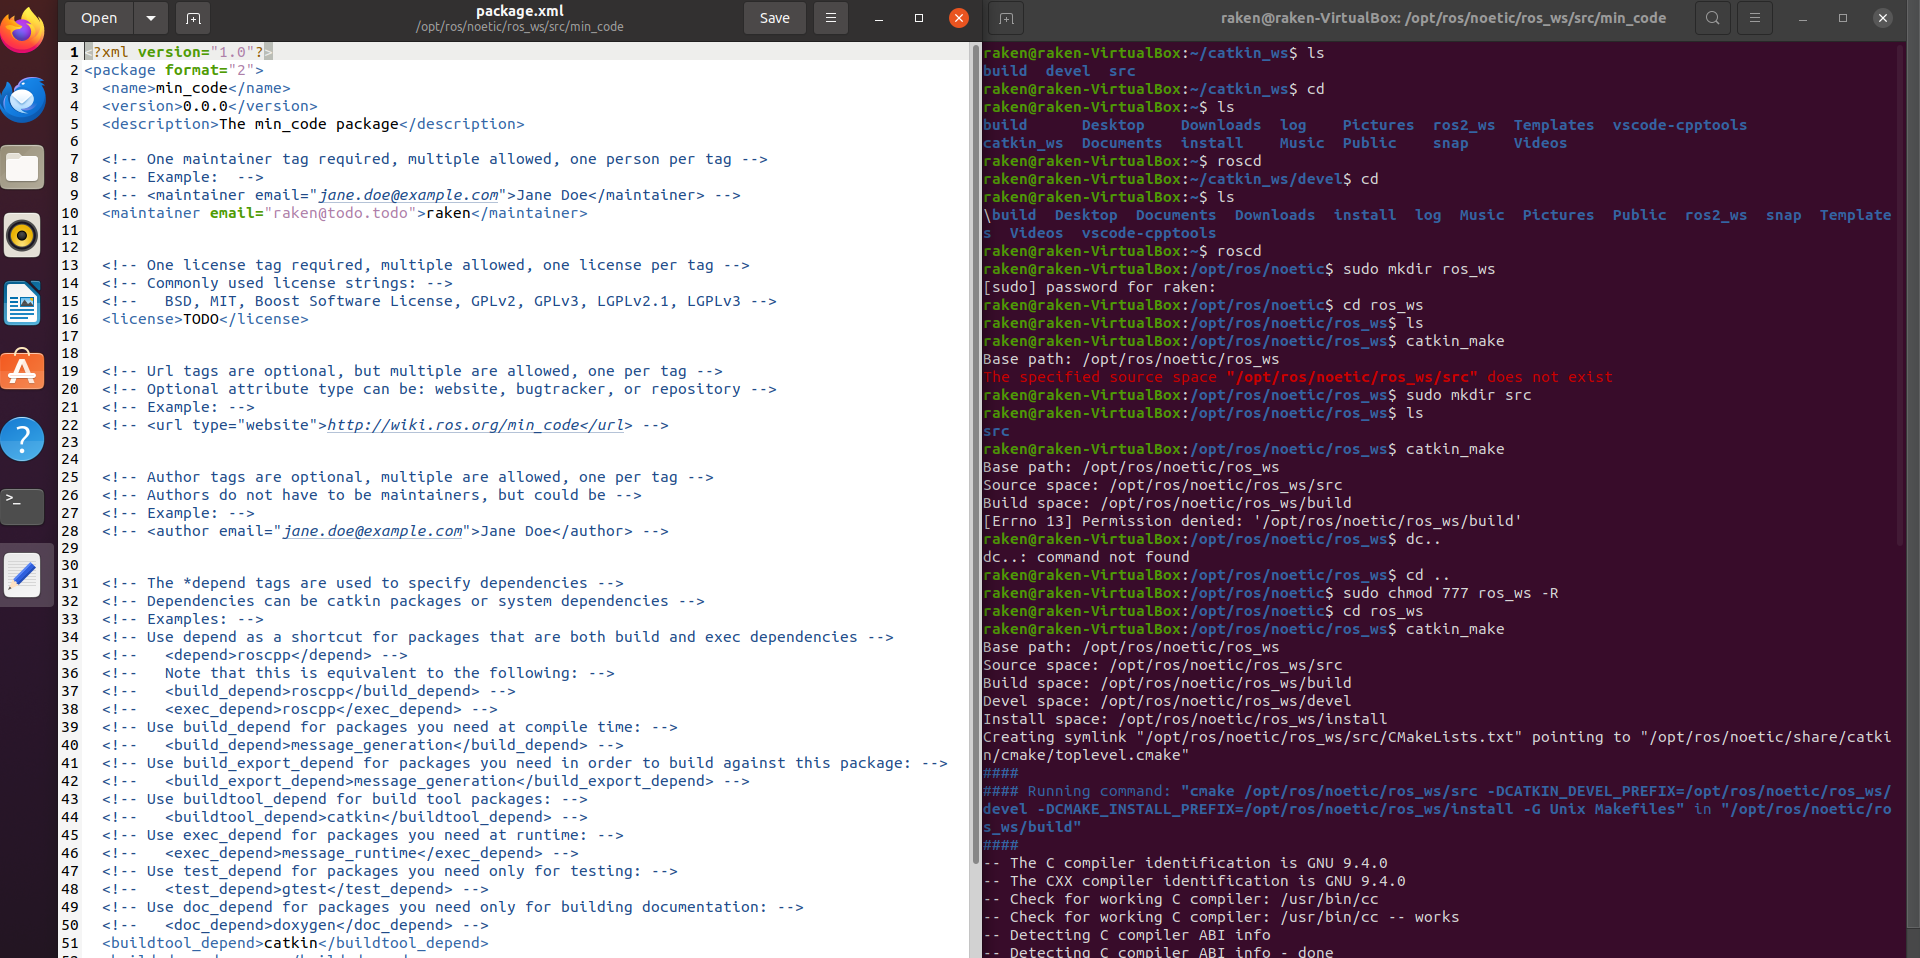 Open
package.xml
/opt/ros/noetic/ros_ws/src/min_code
Save
1 <?xml version="1.0"?>
2 <package format="2">
3 <name>min_code</name>
4 <version>0.0.0</version>
5 <description>The min_code package</description>
6
7 <!-- One maintainer tag required, multiple allowed, one person per tag -->
8 <!-- Example:  -->
9 <!-- <maintainer email="jane.doe@example.com">Jane Doe</maintainer> -->
10 <maintainer email="raken@todo.todo">raken</maintainer>
11
12
13 <!-- One license tag required, multiple allowed, one license per tag -->
14 <!-- Commonly used license strings: -->
15 <!--   BSD, MIT, Boost Software License, GPLv2, GPLv3, LGPLv2.1, LGPLv3 -->
16 <license>TODO</license>
17
18
19 <!-- Url tags are optional, but multiple are allowed, one per tag -->
20 <!-- Optional attribute type can be: website, bugtracker, or repository -->
21 <!-- Example: -->
22 <!-- <url type="website">http://wiki.ros.org/min_code</url> -->
23
24
25 <!-- Author tags are optional, multiple are allowed, one per tag -->
26 <!-- Authors do not have to be maintainers, but could be -->
27 <!-- Example: -->
28 <!-- <author email="jane.doe@example.com">Jane Doe</author> -->
29
30
31 <!-- The *depend tags are used to specify dependencies -->
32 <!-- Dependencies can be catkin packages or system dependencies -->
33 <!-- Examples: -->
34 <!-- Use depend as a shortcut for packages that are both build and exec dependencies -->
35 <!--   <depend>roscpp</depend> -->
36 <!--   Note that this is equivalent to the following: -->
37 <!--   <build_depend>roscpp</build_depend> -->
38 <!--   <exec_depend>roscpp</exec_depend> -->
39 <!-- Use build_depend for packages you need at compile time: -->
40 <!--   <build_depend>message_generation</build_depend> -->
41 <!-- Use build_export_depend for packages you need in order to build against this package: -->
42 <!--   <build_export_depend>message_generation</build_export_depend> -->
43 <!-- Use buildtool_depend for build tool packages: -->
44 <!--   <buildtool_depend>catkin</buildtool_depend> -->
45 <!-- Use exec_depend for packages you need at runtime: -->
46 <!--   <exec_depend>message_runtime</exec_depend> -->
47 <!-- Use test_depend for packages you need only for testing: -->
48 <!--   <test_depend>gtest</test_depend> -->
49 <!-- Use doc_depend for packages you need only for building documentation: -->
50 <!--   <doc_depend>doxygen</doc_depend> -->
51 <buildtool_depend>catkin</buildtool_depend>
raken@raken-VirtualBox: /opt/ros/noetic/ros_ws/src/min_code
raken@raken-VirtualBox:~/catkin_ws$ ls
build  devel  src
raken@raken-VirtualBox:~/catkin_ws$ cd
raken@raken-VirtualBox:~$ ls
build      Desktop    Downloads  log    Pictures  ros2_ws  Templates  vscode-cpptools
catkin_ws  Documents  install    Music  Public    snap     Videos
raken@raken-VirtualBox:~$ roscd
raken@raken-VirtualBox:~/catkin_ws/devel$ cd
raken@raken-VirtualBox:~$ ls
\build  Desktop  Documents  Downloads  install  log  Music  Pictures  Public  ros2_ws  snap  Template
s  Videos  vscode-cpptools
raken@raken-VirtualBox:~$ roscd
raken@raken-VirtualBox:/opt/ros/noetic$ sudo mkdir ros_ws
[sudo] password for raken:
raken@raken-VirtualBox:/opt/ros/noetic$ cd ros_ws
raken@raken-VirtualBox:/opt/ros/noetic/ros_ws$ ls
raken@raken-VirtualBox:/opt/ros/noetic/ros_ws$ catkin_make
Base path: /opt/ros/noetic/ros_ws
The specified source space "/opt/ros/noetic/ros_ws/src" does not exist
raken@raken-VirtualBox:/opt/ros/noetic/ros_ws$ sudo mkdir src
raken@raken-VirtualBox:/opt/ros/noetic/ros_ws$ ls
src
raken@raken-VirtualBox:/opt/ros/noetic/ros_ws$ catkin_make
Base path: /opt/ros/noetic/ros_ws
Source space: /opt/ros/noetic/ros_ws/src
Build space: /opt/ros/noetic/ros_ws/build
[Errno 13] Permission denied: '/opt/ros/noetic/ros_ws/build'
raken@raken-VirtualBox:/opt/ros/noetic/ros_ws$ dc..
dc..: command not found
raken@raken-VirtualBox:/opt/ros/noetic/ros_ws$ cd ..
raken@raken-VirtualBox:/opt/ros/noetic$ sudo chmod 777 ros_ws -R
raken@raken-VirtualBox:/opt/ros/noetic$ cd ros_ws
raken@raken-VirtualBox:/opt/ros/noetic/ros_ws$ catkin_make
Base path: /opt/ros/noetic/ros_ws
Source space: /opt/ros/noetic/ros_ws/src
Build space: /opt/ros/noetic/ros_ws/build
Devel space: /opt/ros/noetic/ros_ws/devel
Install space: /opt/ros/noetic/ros_ws/install
Creating symlink "/opt/ros/noetic/ros_ws/src/CMakeLists.txt" pointing to "/opt/ros/noetic/share/catki
n/cmake/toplevel.cmake"
####
#### Running command: "cmake /opt/ros/noetic/ros_ws/src -DCATKIN_DEVEL_PREFIX=/opt/ros/noetic/ros_ws/
devel -DCMAKE_INSTALL_PREFIX=/opt/ros/noetic/ros_ws/install -G Unix Makefiles" in "/opt/ros/noetic/ro
s_ws/build"
####
-- The C compiler identification is GNU 9.4.0
-- The CXX compiler identification is GNU 9.4.0
-- Check for working C compiler: /usr/bin/cc
-- Check for working C compiler: /usr/bin/cc -- works
-- Detecting C compiler ABI info
-- Detecting C compiler ABI info - done